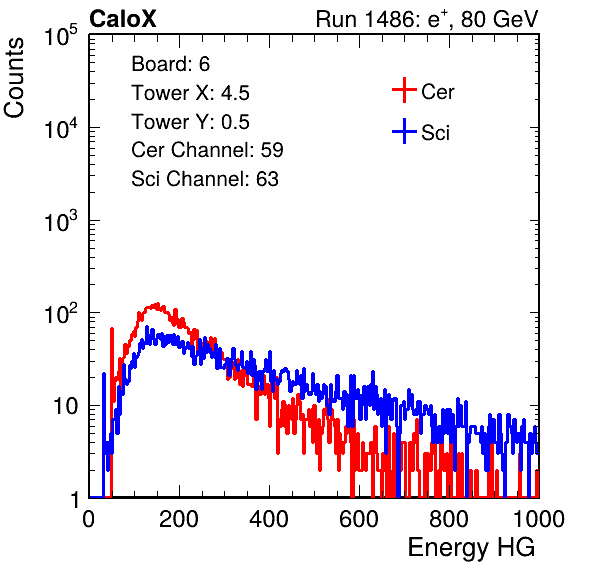 CaloX Run 1486: e⁺, 80 GeV
Board: 6
Tower X: 4.5
Tower Y: 0.5
Cer Channel: 59
Sci Channel: 63
Cer
Sci
Counts
10⁵
10⁴
10³
10²
10
1
0 200 400 600 800 1000
Energy HG